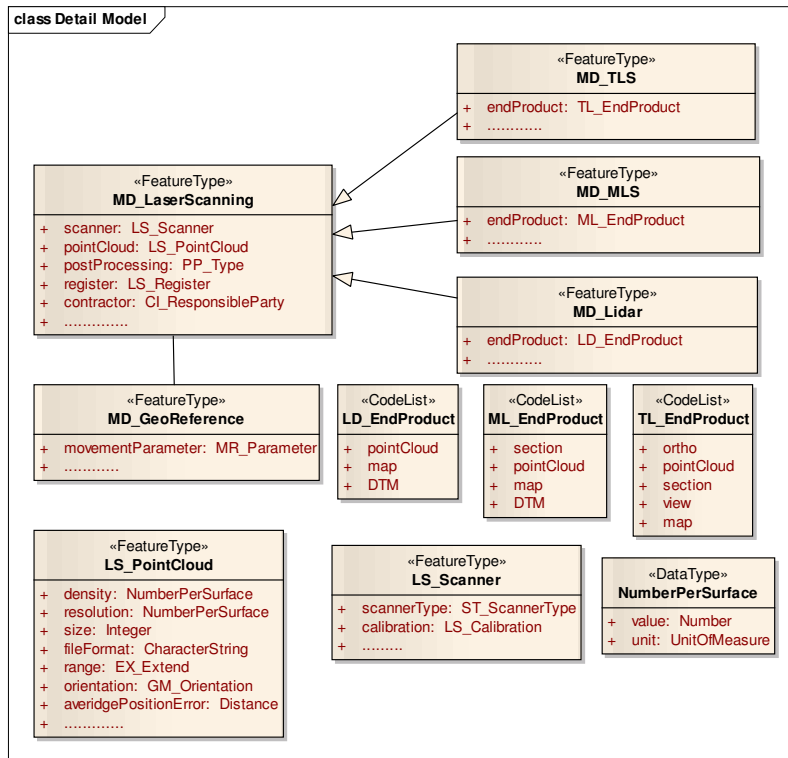 class Detail Model
«FeatureType»
MD_TLS
+ endProduct: TL_EndProduct
+ ............
«FeatureType»
MD_LaserScanning
+ scanner: LS_Scanner
+ pointCloud: LS_PointCloud
+ postProcessing: PP_Type
+ register: LS_Register
+ contractor: CI_ResponsibleParty
+ ..............
«FeatureType»
MD_MLS
+ endProduct: ML_EndProduct
+ ............
«FeatureType»
MD_Lidar
+ endProduct: LD_EndProduct
+ ............
«FeatureType»
MD_GeoReference
+ movementParameter: MR_Parameter
+ ............
«CodeList»
LD_EndProduct
+ pointCloud
+ map
+ DTM
«CodeList»
ML_EndProduct
+ section
+ pointCloud
+ map
+ DTM
«CodeList»
TL_EndProduct
+ ortho
+ pointCloud
+ section
+ view
+ map
«FeatureType»
LS_PointCloud
+ density: NumberPerSurface
+ resolution: NumberPerSurface
+ size: Integer
+ fileFormat: CharacterString
+ range: EX_Extend
+ orientation: GM_Orientation
+ averidgePositionError: Distance
+ .............
«FeatureType»
LS_Scanner
+ scannerType: ST_ScannerType
+ calibration: LS_Calibration
+ .........
«DataType»
NumberPerSurface
+ value: Number
+ unit: UnitOfMeasure